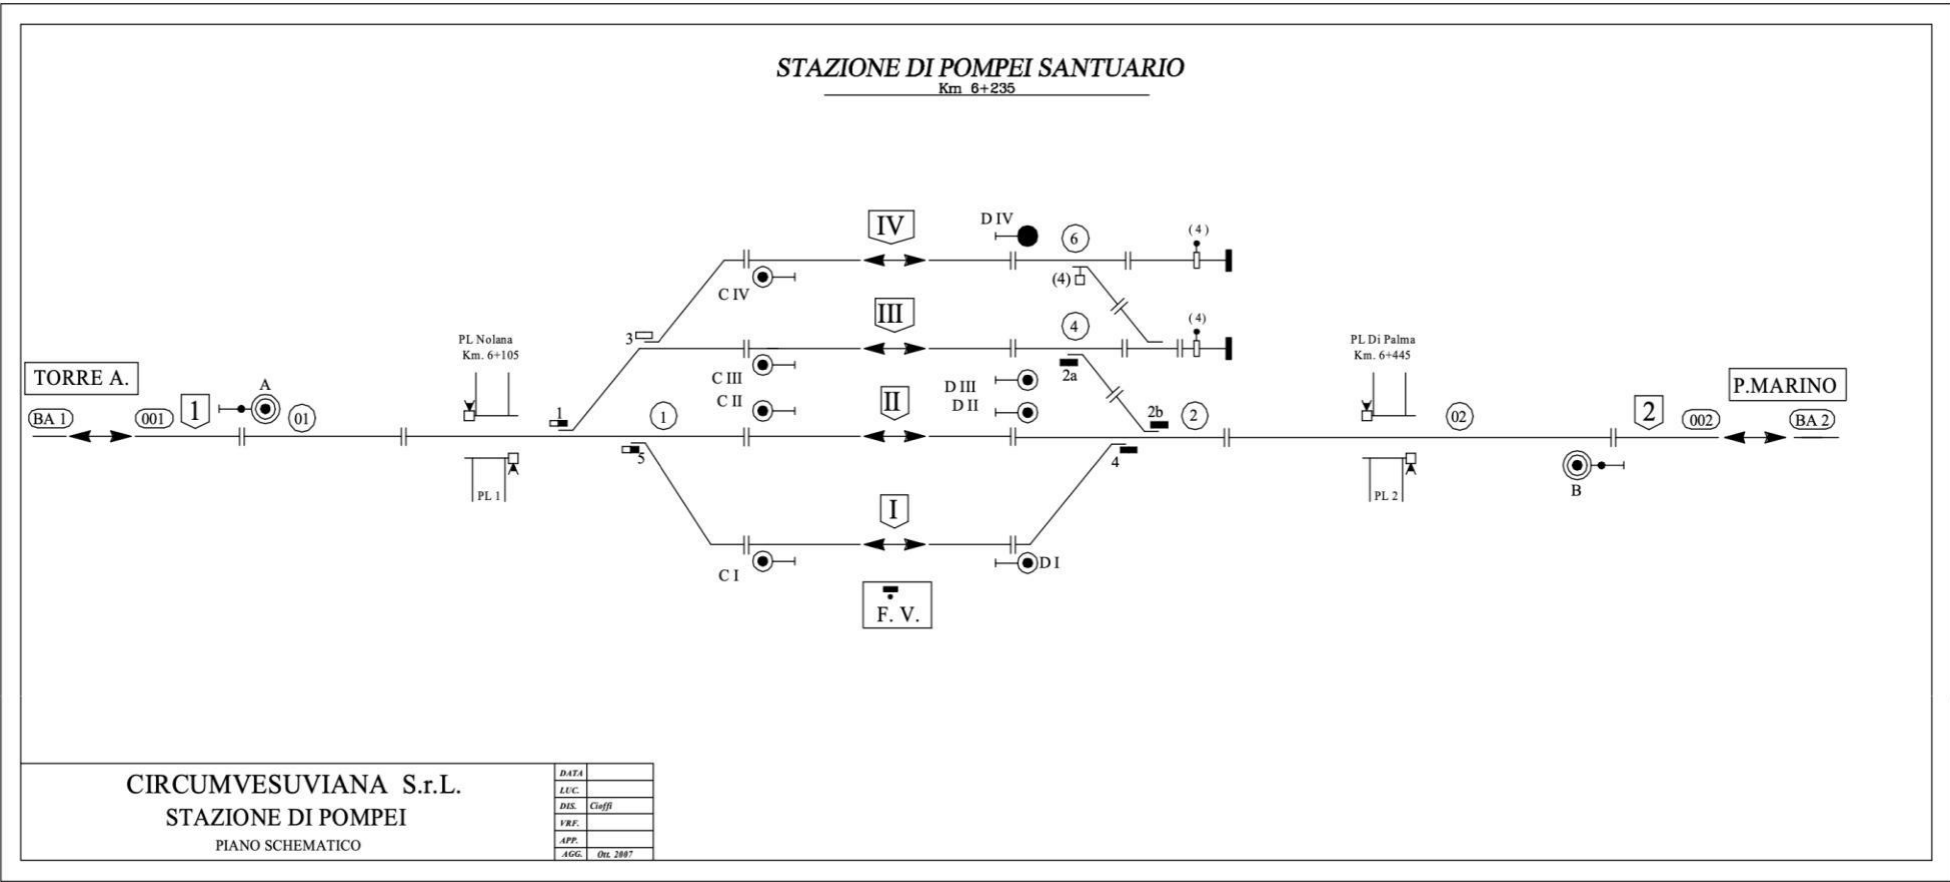 STAZIONE DI POMPEI SANTUARIO
Km 6+235
D IV
IV
6
(4)
C IV
(4)
III
4
(4)
PL Nolana
Km. 6+105
3
PL Di Palma
Km. 6+445
TORRE A.
C III
D III
2a
P.MARINO
A
C II
II
D II
BA 1
001
1
01
1
1
2b
2
02
2
002
BA 2
5
4
PL 1
PL 2
B
I
C I
D I
F. V.
CIRCUMVESUVIANA S.r.L.
STAZIONE DI POMPEI
PIANO SCHEMATICO
DATA
LUC.
DIS. Cioffi
VRF.
APP.
AGG. Ott. 2007